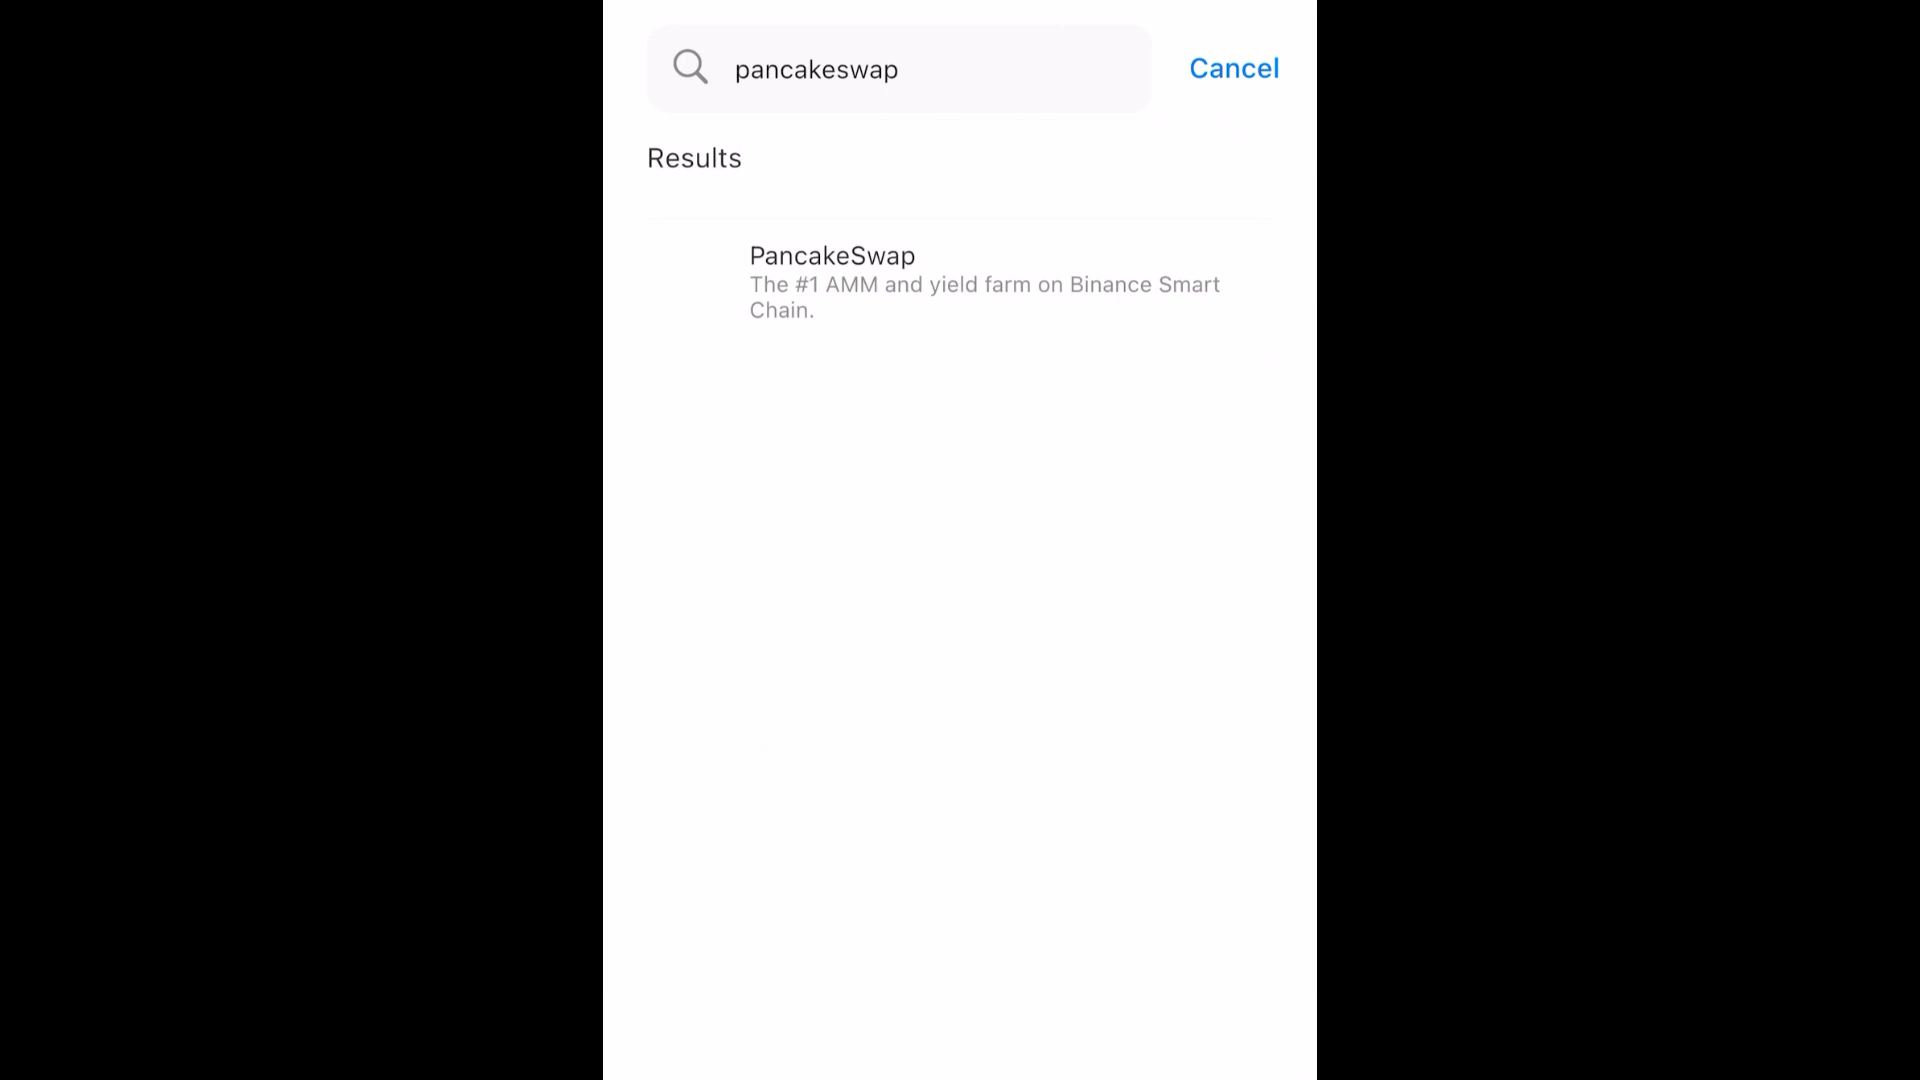 pancakeswap
Cancel
Results
PancakeSwap
The #1 AMM and yield farm on Binance Smart
Chain.